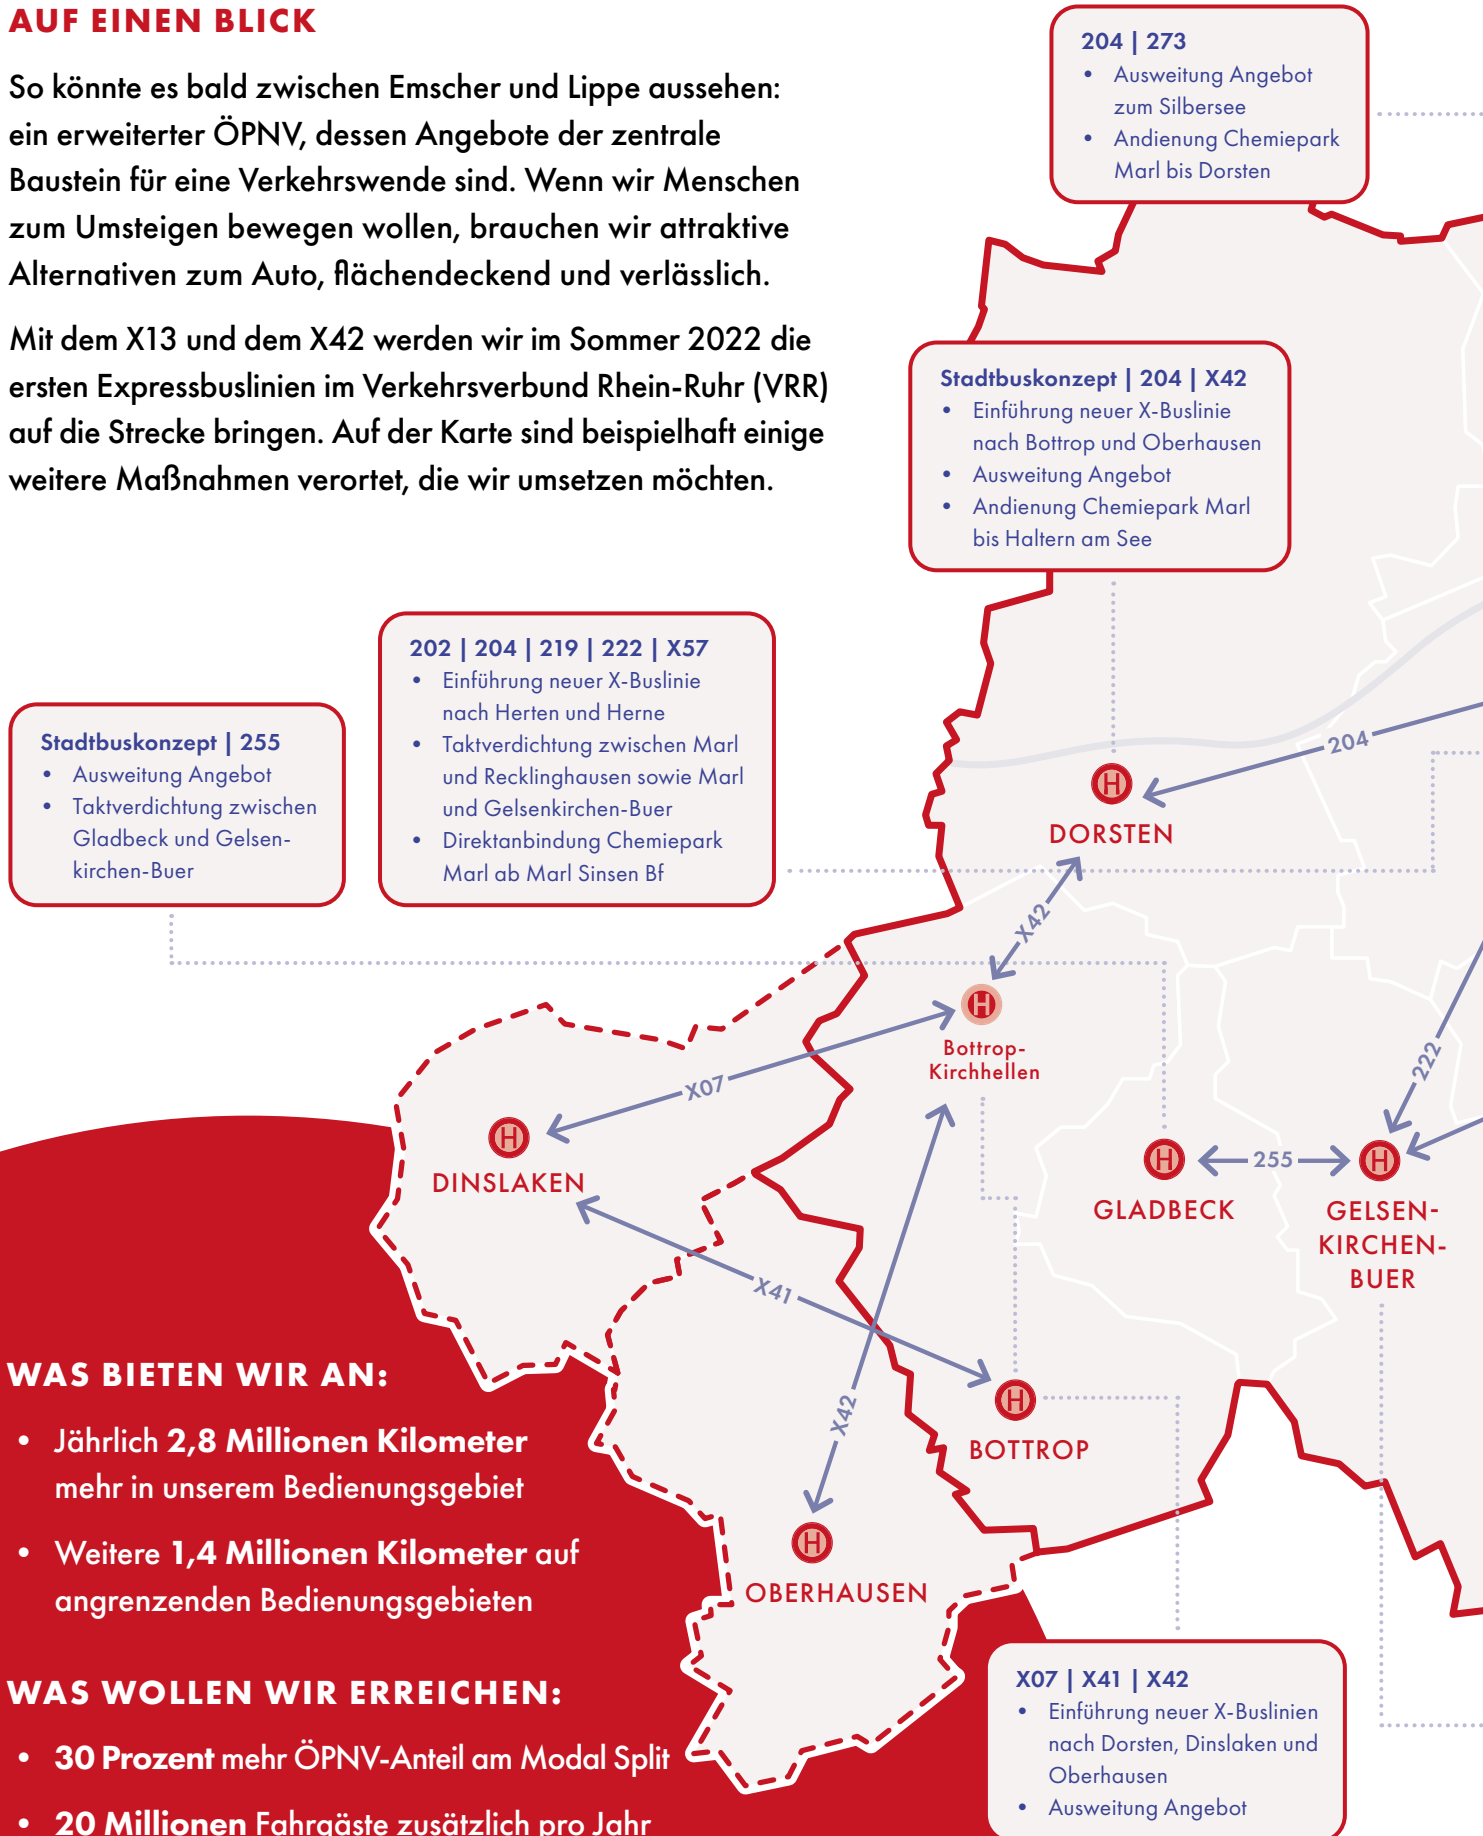 AUF EINEN BLICK
So könnte es bald zwischen Emscher und Lippe aussehen:
ein erweiterter ÖPNV, dessen Angebote der zentrale
Baustein für eine Verkehrswende sind. Wenn wir Menschen
zum Umsteigen bewegen wollen, brauchen wir attraktive
Alternativen zum Auto, flächendeckend und verlässlich.
Mit dem X13 und dem X42 werden wir im Sommer 2022 die
ersten Expressbuslinien im Verkehrsverbund Rhein-Ruhr (VRR)
auf die Strecke bringen. Auf der Karte sind beispielhaft einige
weitere Maßnahmen verortet, die wir umsetzen möchten.
204 | 273
• Ausweitung Angebot
zum Silbersee
• Andienung Chemiepark
Marl bis Dorsten
Stadtbuskonzept | 204 | X42
• Einführung neuer X-Buslinie
nach Bottrop und Oberhausen
• Ausweitung Angebot
• Andienung Chemiepark Marl
bis Haltern am See
202 | 204 | 219 | 222 | X57
• Einführung neuer X-Buslinie
nach Herten und Herne
• Taktverdichtung zwischen Marl
und Recklinghausen sowie Marl
und Gelsenkirchen-Buer
• Direktanbindung Chemiepark
Marl ab Marl Sinsen Bf
Stadtbuskonzept | 255
• Ausweitung Angebot
• Taktverdichtung zwischen
Gladbeck und Gelsen-
kirchen-Buer
204
H
DORSTEN
X42
H
Bottrop-
Kirchhellen
X07
222
H
DINSLAKEN
H
GLADBECK
255
H
GELSEN-
KIRCHEN-
BUER
X41
X42
H
BOTTROP
H
OBERHAUSEN
WAS BIETEN WIR AN:
• Jährlich 2,8 Millionen Kilometer
mehr in unserem Bedienungsgebiet
• Weitere 1,4 Millionen Kilometer auf
angrenzenden Bedienungsgebieten
WAS WOLLEN WIR ERREICHEN:
• 30 Prozent mehr ÖPNV-Anteil am Modal Split
• 20 Millionen Fahrgäste zusätzlich pro Jahr
X07 | X41 | X42
• Einführung neuer X-Buslinien
nach Dorsten, Dinslaken und
Oberhausen
• Ausweitung Angebot